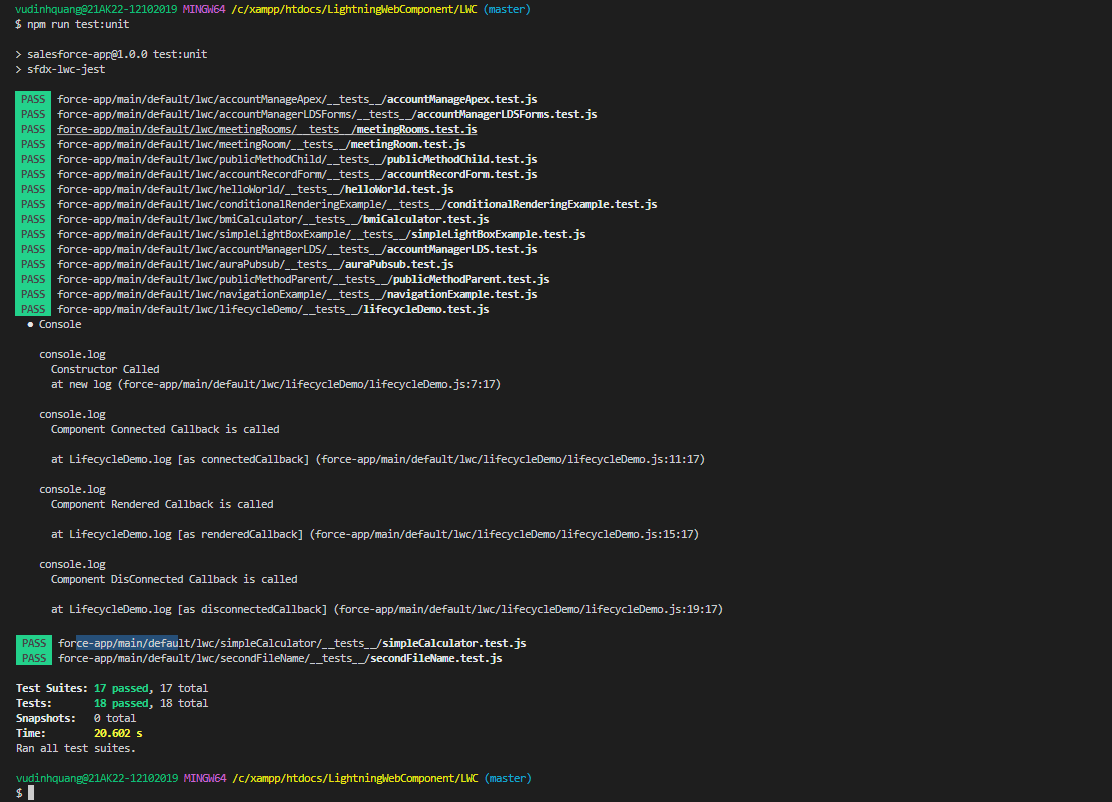 vudinhquang@21AK22-12102019 MINGW64 /c/xampp/htdocs/LightningWebComponent/LWC (master)
$ npm run test:unit
> salesforce-app@1.0.0 test:unit
> sfdx-lwc-jest
PASS force-app/main/default/lwc/accountManageApex/__tests__/accountManageApex.test.js
PASS force-app/main/default/lwc/accountManagerLDSForms/__tests__/accountManagerLDSForms.test.js
PASS force-app/main/default/lwc/meetingRooms/__tests__/meetingRooms.test.js
PASS force-app/main/default/lwc/meetingRoom/__tests__/meetingRoom.test.js
PASS force-app/main/default/lwc/publicMethodChild/__tests__/publicMethodChild.test.js
PASS force-app/main/default/lwc/accountRecordForm/__tests__/accountRecordForm.test.js
PASS force-app/main/default/lwc/helloWorld/__tests__/helloWorld.test.js
PASS force-app/main/default/lwc/conditionalRenderingExample/__tests__/conditionalRenderingExample.test.js
PASS force-app/main/default/lwc/bmiCalculator/__tests__/bmiCalculator.test.js
PASS force-app/main/default/lwc/simpleLightBoxExample/__tests__/simpleLightBoxExample.test.js
PASS force-app/main/default/lwc/accountManagerLDS/__tests__/accountManagerLDS.test.js
PASS force-app/main/default/lwc/auraPubsub/__tests__/auraPubsub.test.js
PASS force-app/main/default/lwc/publicMethodParent/__tests__/publicMethodParent.test.js
PASS force-app/main/default/lwc/navigationExample/__tests__/navigationExample.test.js
PASS force-app/main/default/lwc/lifecycleDemo/__tests__/lifecycleDemo.test.js
● Console
console.log
Constructor Called
at new log (force-app/main/default/lwc/lifecycleDemo/lifecycleDemo.js:7:17)
console.log
Component Connected Callback is called
at LifecycleDemo.log [as connectedCallback] (force-app/main/default/lwc/lifecycleDemo/lifecycleDemo.js:11:17)
console.log
Component Rendered Callback is called
at LifecycleDemo.log [as renderedCallback] (force-app/main/default/lwc/lifecycleDemo/lifecycleDemo.js:15:17)
console.log
Component DisConnected Callback is called
at LifecycleDemo.log [as disconnectedCallback] (force-app/main/default/lwc/lifecycleDemo/lifecycleDemo.js:19:17)
PASS force-app/main/default/lwc/simpleCalculator/__tests__/simpleCalculator.test.js
PASS force-app/main/default/lwc/secondFileName/__tests__/secondFileName.test.js
Test Suites: 17 passed, 17 total
Tests: 18 passed, 18 total
Snapshots: 0 total
Time: 20.602 s
Ran all test suites.
vudinhquang@21AK22-12102019 MINGW64 /c/xampp/htdocs/LightningWebComponent/LWC (master)
$